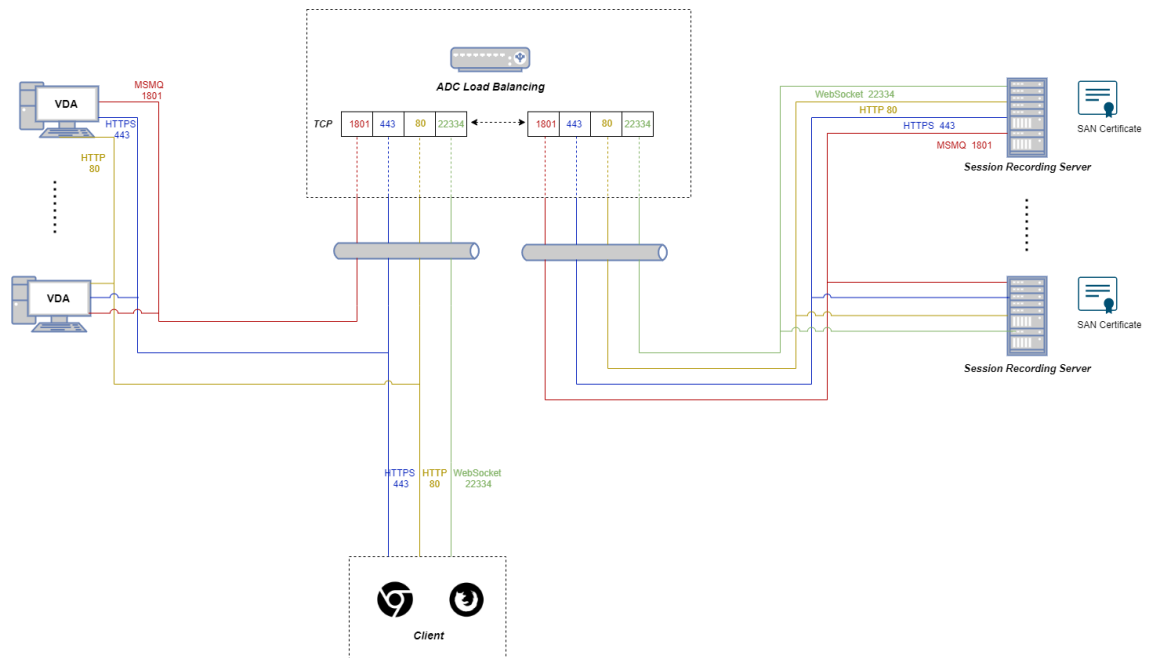 ADC Load Balancing
TCP
1801 443 80 22334
1801 443 80 22334
VDA
MSMQ
1801
HTTPS
443
HTTP
80
VDA
WebSocket 22334
HTTP 80
HTTPS 443
MSMQ 1801
SAN Certificate
Session Recording Server
SAN Certificate
Session Recording Server
HTTPS
443
HTTP
80
WebSocket
22334
Client